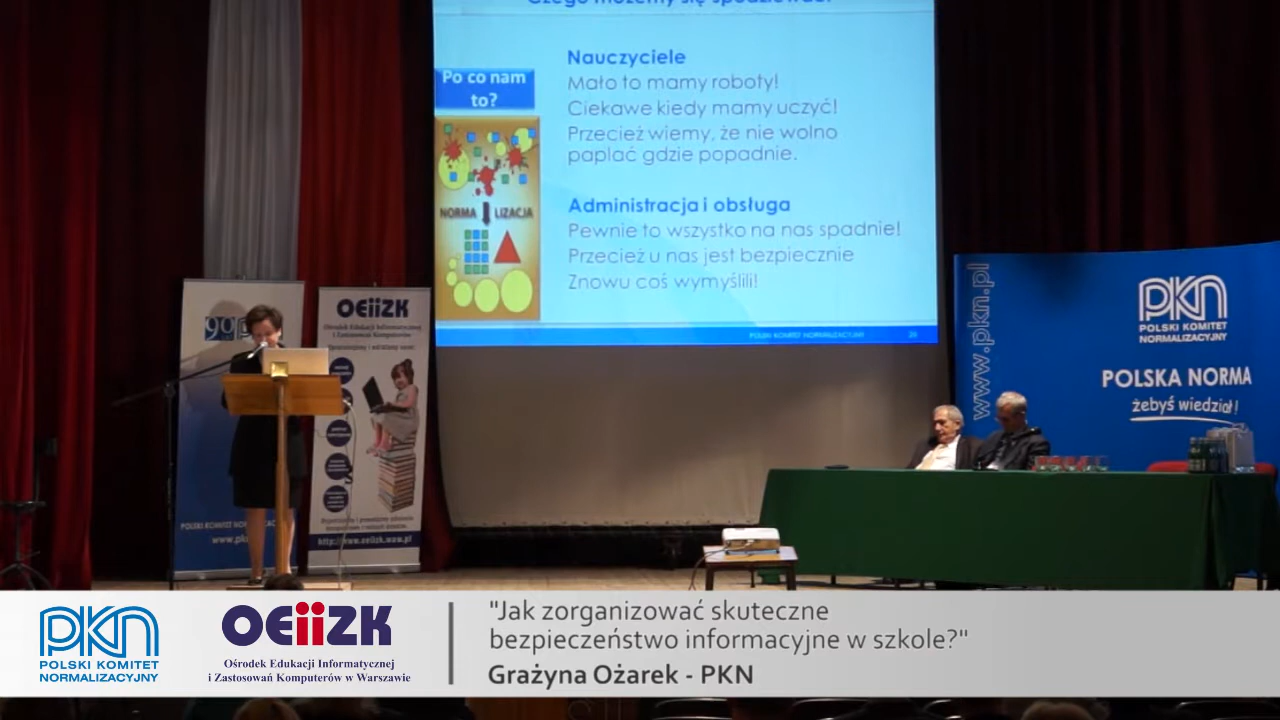 Czego możemy się spodziewać?
Nauczyciele
Mało to mamy roboty!
Ciekawe kiedy mamy uczyć!
Przecież wiemy, że nie wolno
paplać gdzie popadnie.
Administracja i obsługa
Pewnie to wszystko na nas spadnie!
Przecież u nas jest bezpiecznie
Znowu coś wymyślili!
Po co nam
to?
NORMA LIZACJA
POLSKI KOMITET NORMALIZACYJNY
OEiiZK
Ośrodek Edukacji Informatycznej
i Zastosowań Komputerów
http://www.oeiizk.waw.pl
POLSKI KOMITET
www.pkn.pl
PKN
POLSKI KOMITET
NORMALIZACYJNY
POLSKA NORMA
żebyś wiedział!
PKN
POLSKI KOMITET
NORMALIZACYJNY
OEiiZK
Ośrodek Edukacji Informatycznej
i Zastosowań Komputerów w Warszawie
"Jak zorganizować skuteczne
bezpieczeństwo informacyjne w szkole?"
Grażyna Ożarek - PKN